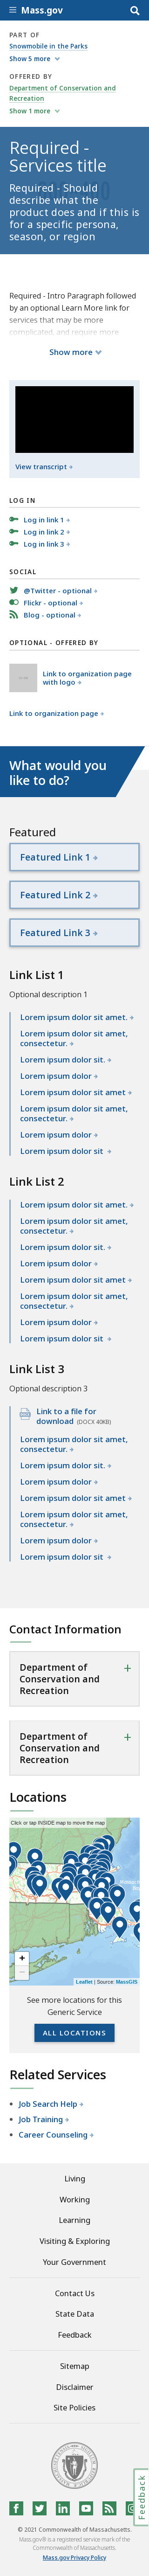 Mass.gov
PART OF
Snowmobile in the Parks
Show 5 more
OFFERED BY
Department of Conservation and
Recreation
Show 1 more
Required -
Services title
Required - Should
describe what the
product does and if this is
for a specific persona,
season, or region
Required - Intro Paragraph followed
by an optional Learn More link for
services that may be more
complicated, and require more
Show more
View transcript
LOG IN
Log in link 1
Log in link 2
Log in link 3
SOCIAL
@Twitter - optional
Flickr - optional
Blog - optional
OPTIONAL - OFFERED BY
Link to organization page
with logo
Link to organization page
What would you
like to do?
Featured
Featured Link 1
Featured Link 2
Featured Link 3
Link List 1
Optional description 1
Lorem ipsum dolor sit amet.
Lorem ipsum dolor sit amet,
consectetur.
Lorem ipsum dolor sit.
Lorem ipsum dolor
Lorem ipsum dolor sit amet
Lorem ipsum dolor sit amet,
consectetur.
Lorem ipsum dolor
Lorem ipsum dolor sit
Link List 2
Lorem ipsum dolor sit amet.
Lorem ipsum dolor sit amet,
consectetur.
Lorem ipsum dolor sit.
Lorem ipsum dolor
Lorem ipsum dolor sit amet
Lorem ipsum dolor sit amet,
consectetur.
Lorem ipsum dolor
Lorem ipsum dolor sit
Link List 3
Optional description 3
Link to a file for
download (DOCX 40KB)
Lorem ipsum dolor sit amet,
consectetur.
Lorem ipsum dolor sit.
Lorem ipsum dolor
Lorem ipsum dolor sit amet
Lorem ipsum dolor sit amet,
consectetur.
Lorem ipsum dolor
Lorem ipsum dolor sit
Contact Information
Department of
Conservation and
Recreation
Department of
Conservation and
Recreation
Locations
Click or tap INSIDE map to move the map
+
−
Leaflet | Source: MassGIS
See more locations for this
Generic Service
ALL LOCATIONS
Related Services
Job Search Help
Job Training
Career Counseling
Living
Working
Learning
Visiting & Exploring
Your Government
Contact Us
State Data
Feedback
Sitemap
Disclaimer
Site Policies
Feedback
© 2021 Commonwealth of Massachusetts.
Mass.gov® is a registered service mark of the
Commonwealth of Massachusetts.
Mass.gov Privacy Policy